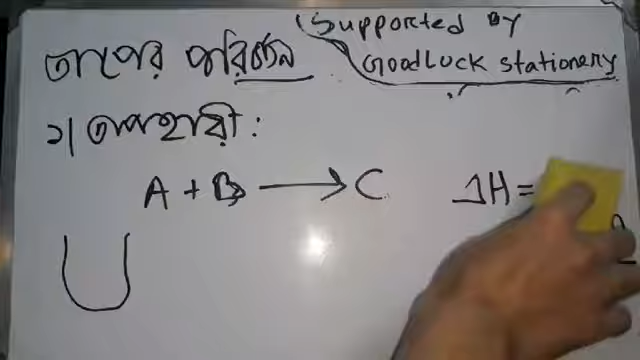 Supported By
তাপের পরিবর্তন Goodluck stationery
১| তাপহারী :
A + B → C ΔH =